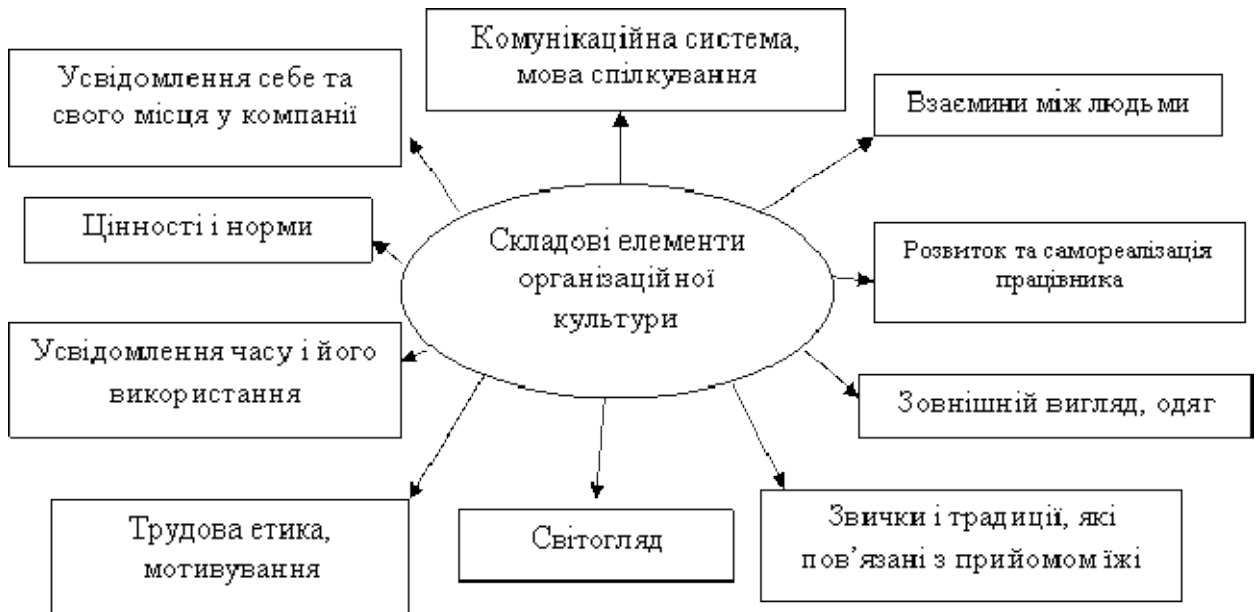 Комунікаційна система,
мова спілкування
Усвідомлення себе та
свого місця у компанії
Взаємини між людьми
Цінності і норми
Складові елементи
організаційної
культури
Розвиток та самореалізація
працівника
Усвідомлення часу і його
використання
Зовнішній вигляд, одяг
Трудова етика,
мотивування
Світогляд
Звички і традиції, які
пов’язані з прийомом їжі